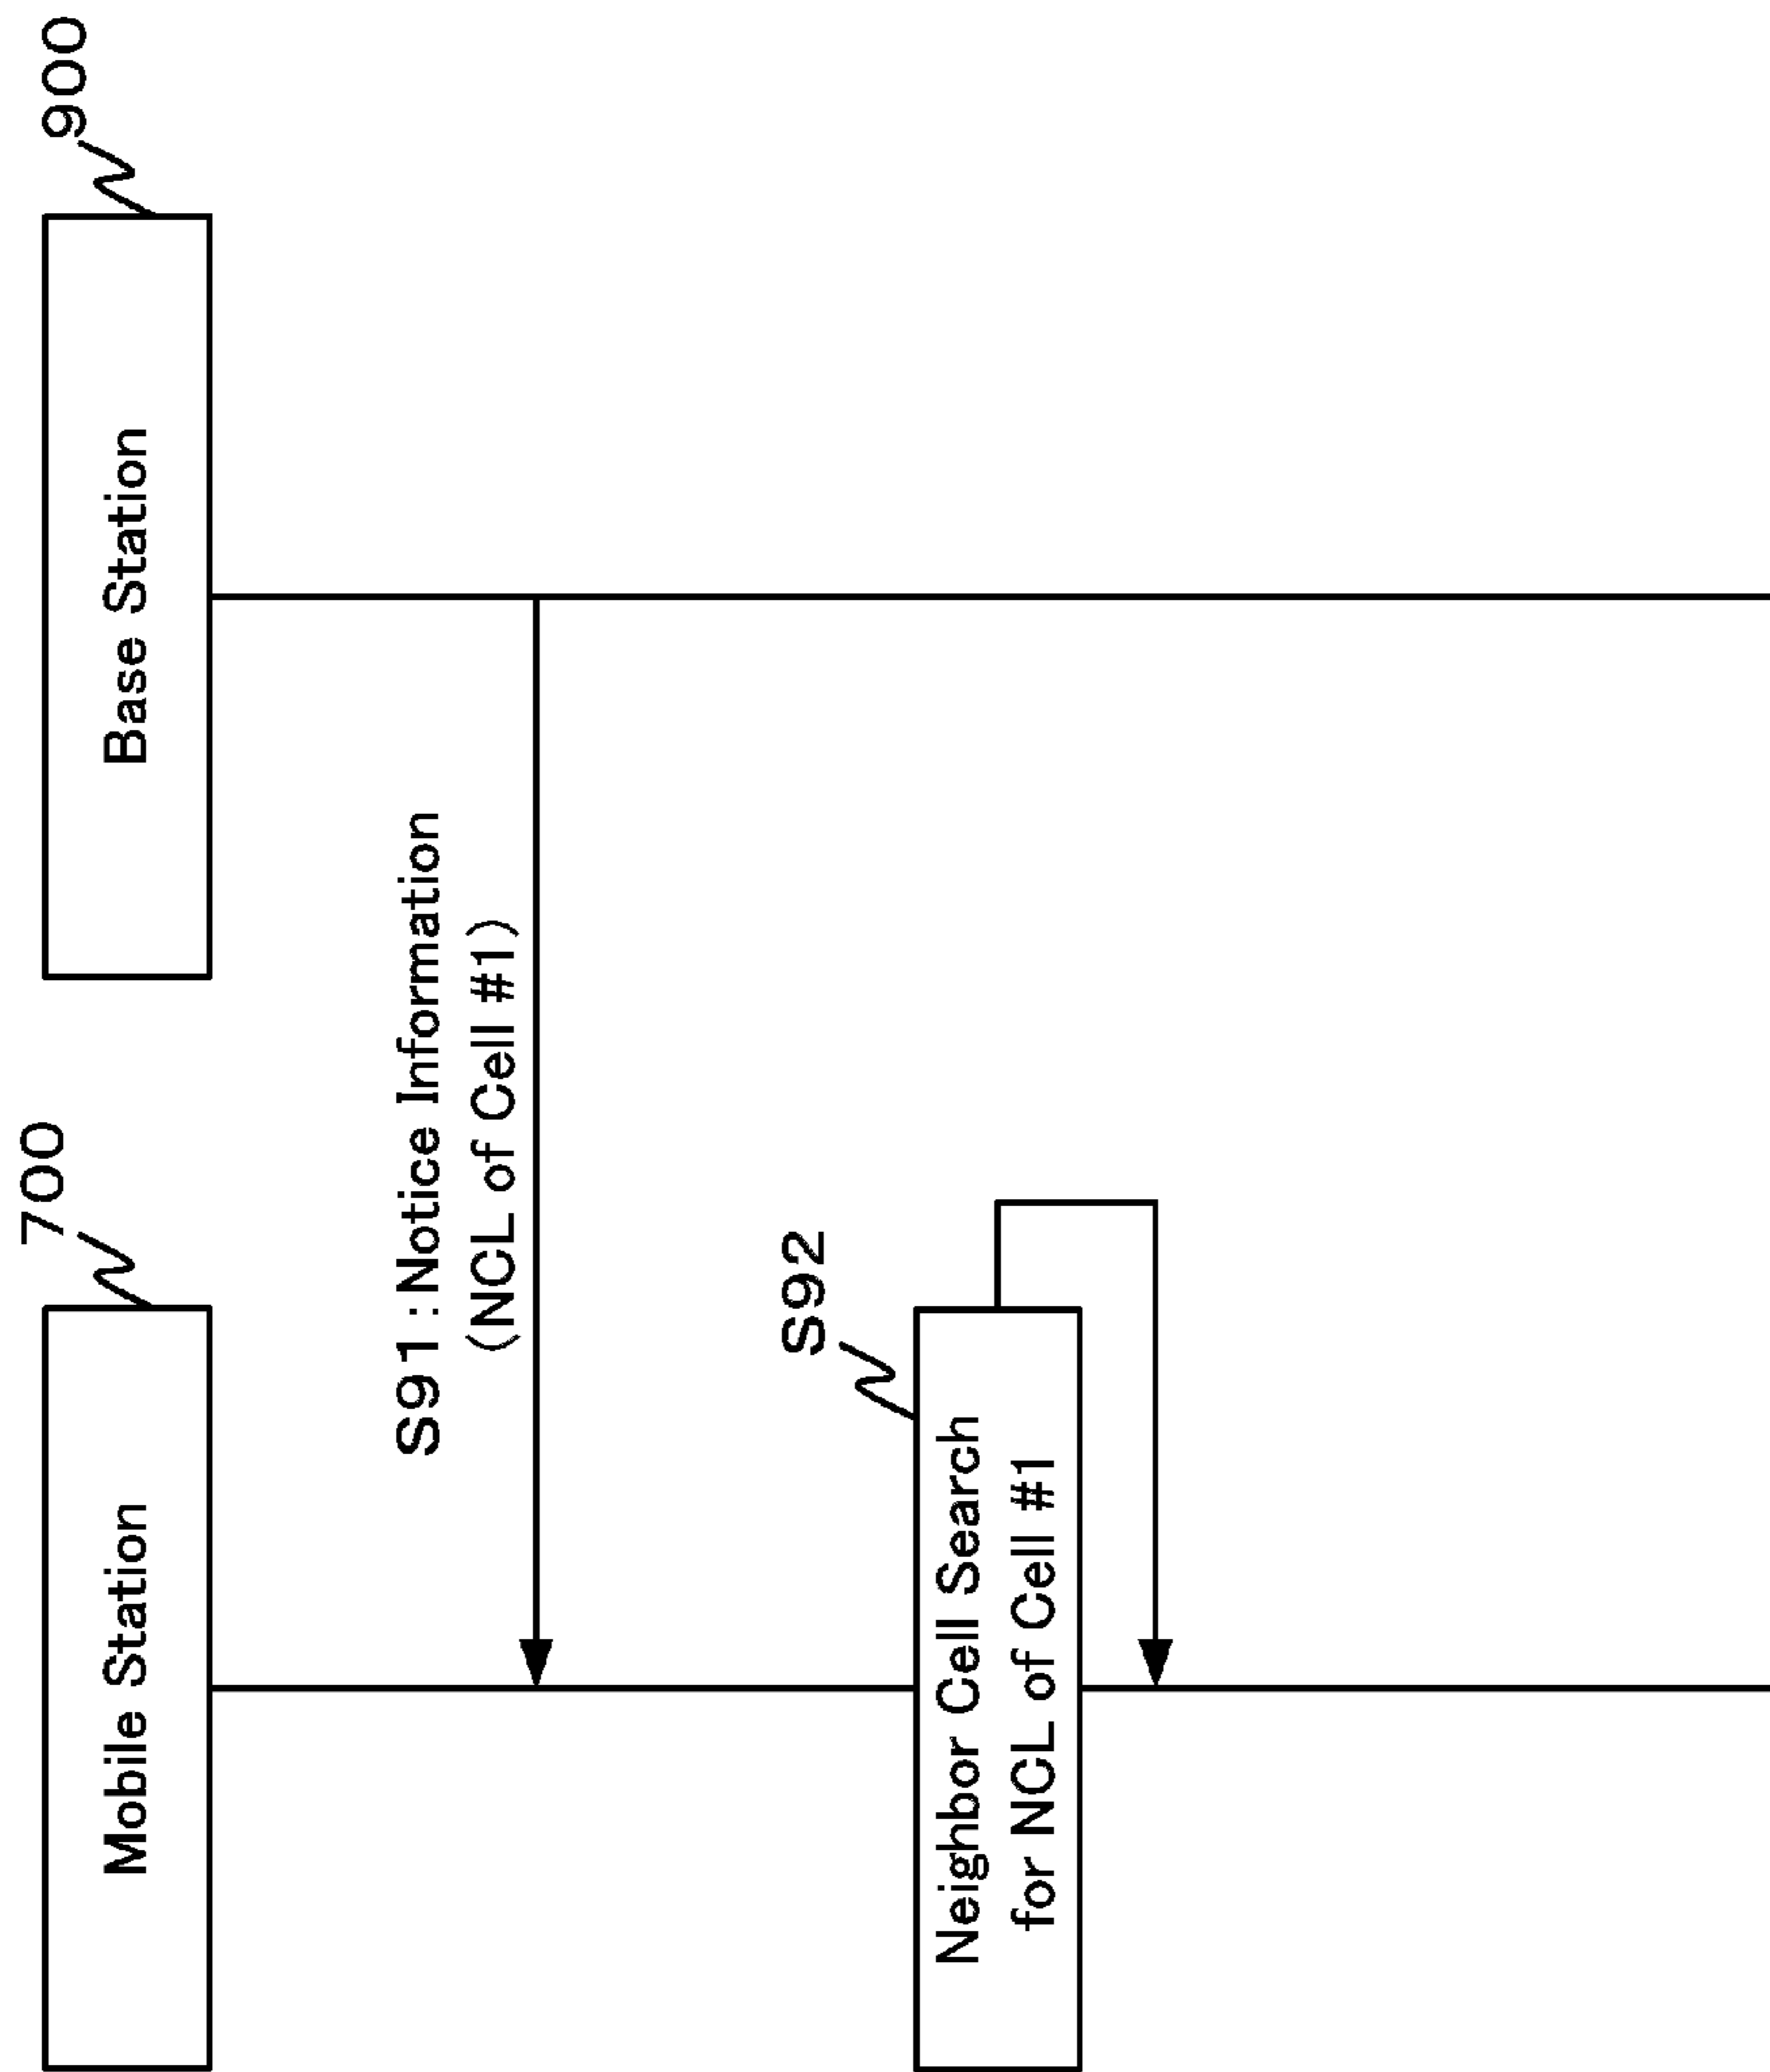 700
900
Mobile Station
Base Station
S91:Notice Information
(NCL of Cell #1)
S92
Neighbor Cell Search
for NCL of Cell #1